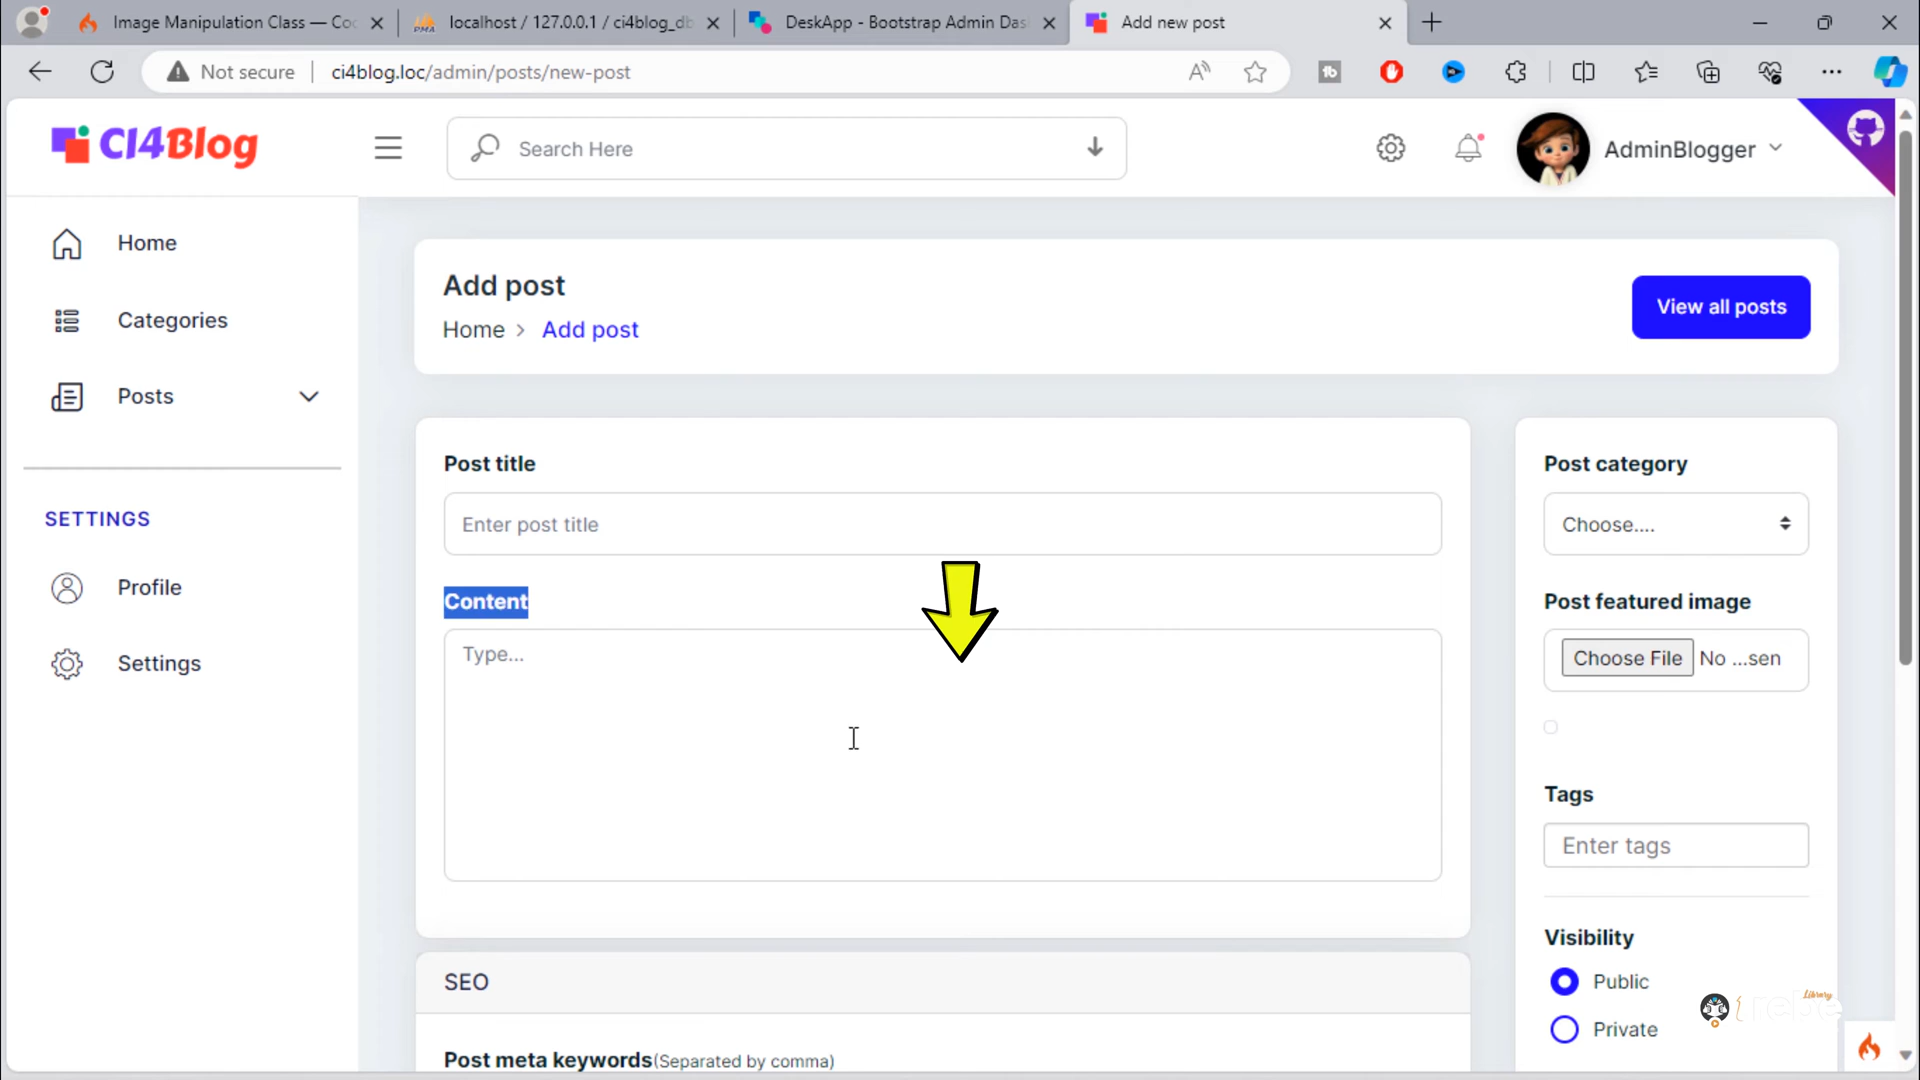 Image Manipulation Class — Coc
localhost / 127.0.0.1 / ci4blog_db
DeskApp - Bootstrap Admin Das
Add new post
Not secure
ci4blog.loc/admin/posts/new-post
CI4Blog
Search Here
AdminBlogger
Home
Categories
Posts
SETTINGS
Profile
Settings
Add post
Home > Add post
View all posts
Post title
Enter post title
Content
Type...
SEO
Post meta keywords(Separated by comma)
Post category
Choose....
Post featured image
Choose File No ...sen
Tags
Enter tags
Visibility
Public
Private
Library